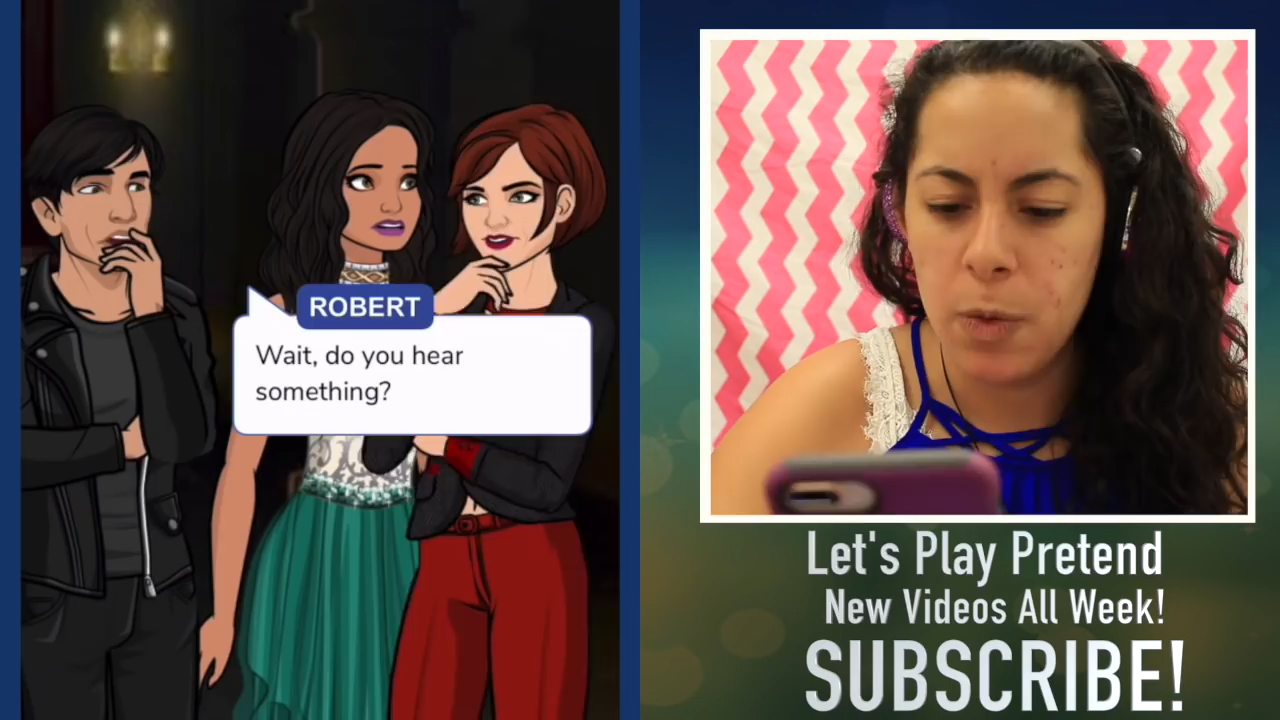 ROBERT
Wait, do you hear
something?
Let's Play Pretend
New Videos All Week!
SUBSCRIBE!